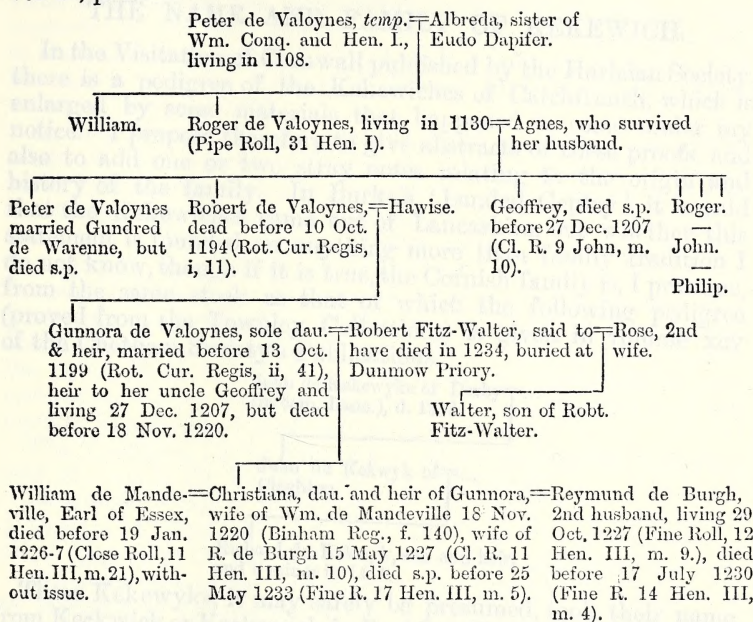 Peter de Valoynes, temp.=Albreda, sister of
Wm. Conq. and Hen. I., Eudo Dapifer.
living in 1108.
William. Roger de Valoynes, living in 1130=Agnes, who survived
(Pipe Roll, 31 Hen. I). her husband.
Peter de Valoynes
married Gundred
de Warenne, but
died s.p.
Robert de Valoynes,=Hawise.
dead before 10 Oct.
1194 (Rot. Cur. Regis,
i, 11).
Geoffrey, died s.p.
before 27 Dec. 1207
(Cl. R. 9 John, m.
10).
Roger.
—
John.
—
Philip.
Gunnora de Valoynes, sole dau.=
& heir, married before 13 Oct.
1199 (Rot. Cur. Regis, ii, 41),
heir to her uncle Geoffrey and
living 27 Dec. 1207, but dead
before 18 Nov. 1220.
Robert Fitz-Walter, said to=Rose, 2nd
have died in 1234, buried at wife.
Dunmow Priory.
Walter, son of Robt.
Fitz-Walter.
William de Mande-=
ville, Earl of Essex,
died before 19 Jan.
1226-7 (Close Roll, 11
Hen. III, m. 21), with-
out issue.
Christiana, dau. and heir of Gunnora,=
wife of Wm. de Mandeville 18 Nov.
1220 (Binham Reg., f. 140), wife of
R. de Burgh 15 May 1227 (Cl. R. 11
Hen. III, m. 10), died s.p. before 25
May 1233 (Fine R. 17 Hen. III, m. 5).
Reymund de Burgh,
2nd husband, living 29
Oct. 1227 (Fine Roll, 12
Hen. III, m. 9.), died
before 17 July 1230
(Fine R. 14 Hen. III,
m. 4).